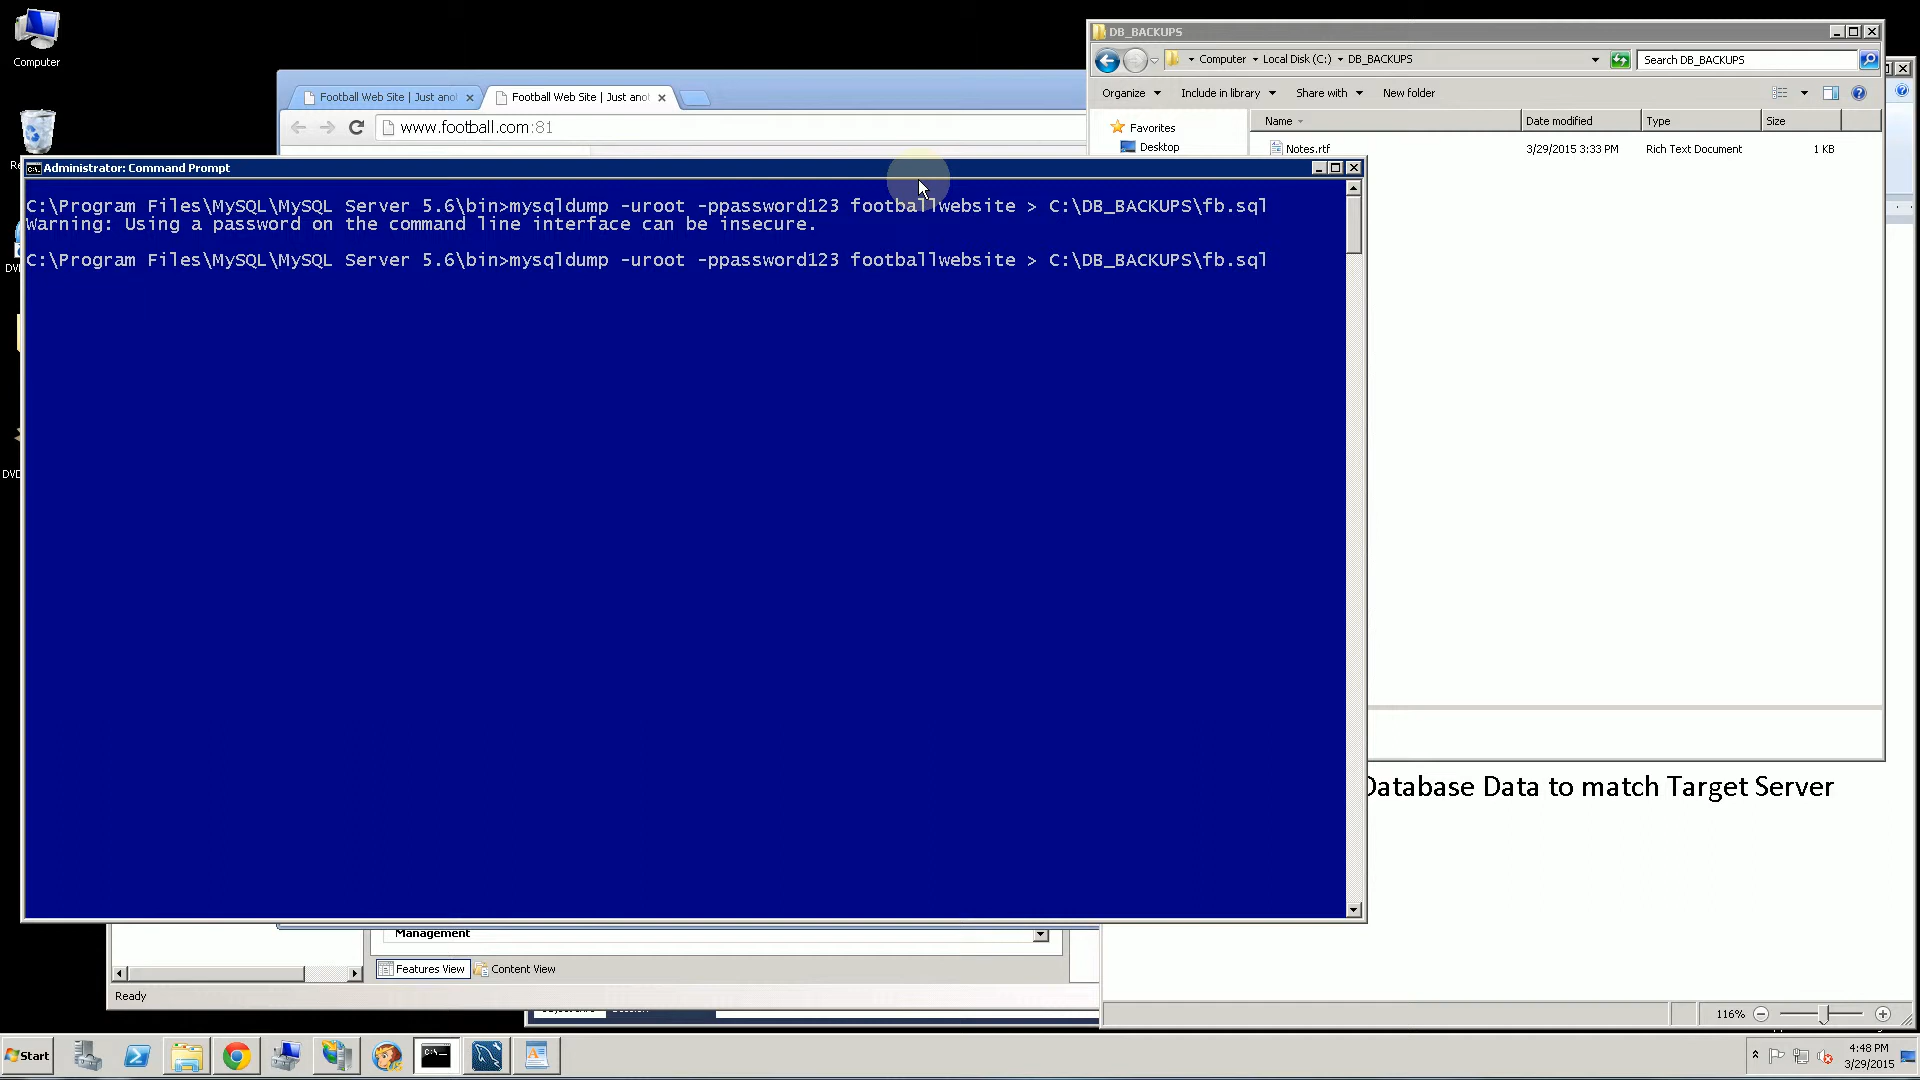 Computer
DB_BACKUPS
Computer Local Disk (C:) DB_BACKUPS
Search DB_BACKUPS
Football Web Site | Just anot
Football Web Site | Just anot
www.football.com:81
Organize Include in library Share with New folder
Favorites
Desktop
Name Date modified Type Size
Notes.rtf 3/29/2015 3:33 PM Rich Text Document 1 KB
Administrator: Command Prompt
C:\Program Files\MySQL\MySQL Server 5.6\bin>mysqldump -uroot -ppassword123 footballwebsite > C:\DB_BACKUPS\fb.sql
Warning: Using a password on the command line interface can be insecure.
C:\Program Files\MySQL\MySQL Server 5.6\bin>mysqldump -uroot -ppassword123 footballwebsite > C:\DB_BACKUPS\fb.sql
Database Data to match Target Server
Management
Features View Content View
Ready
116%
Start
4:48 PM
3/29/2015